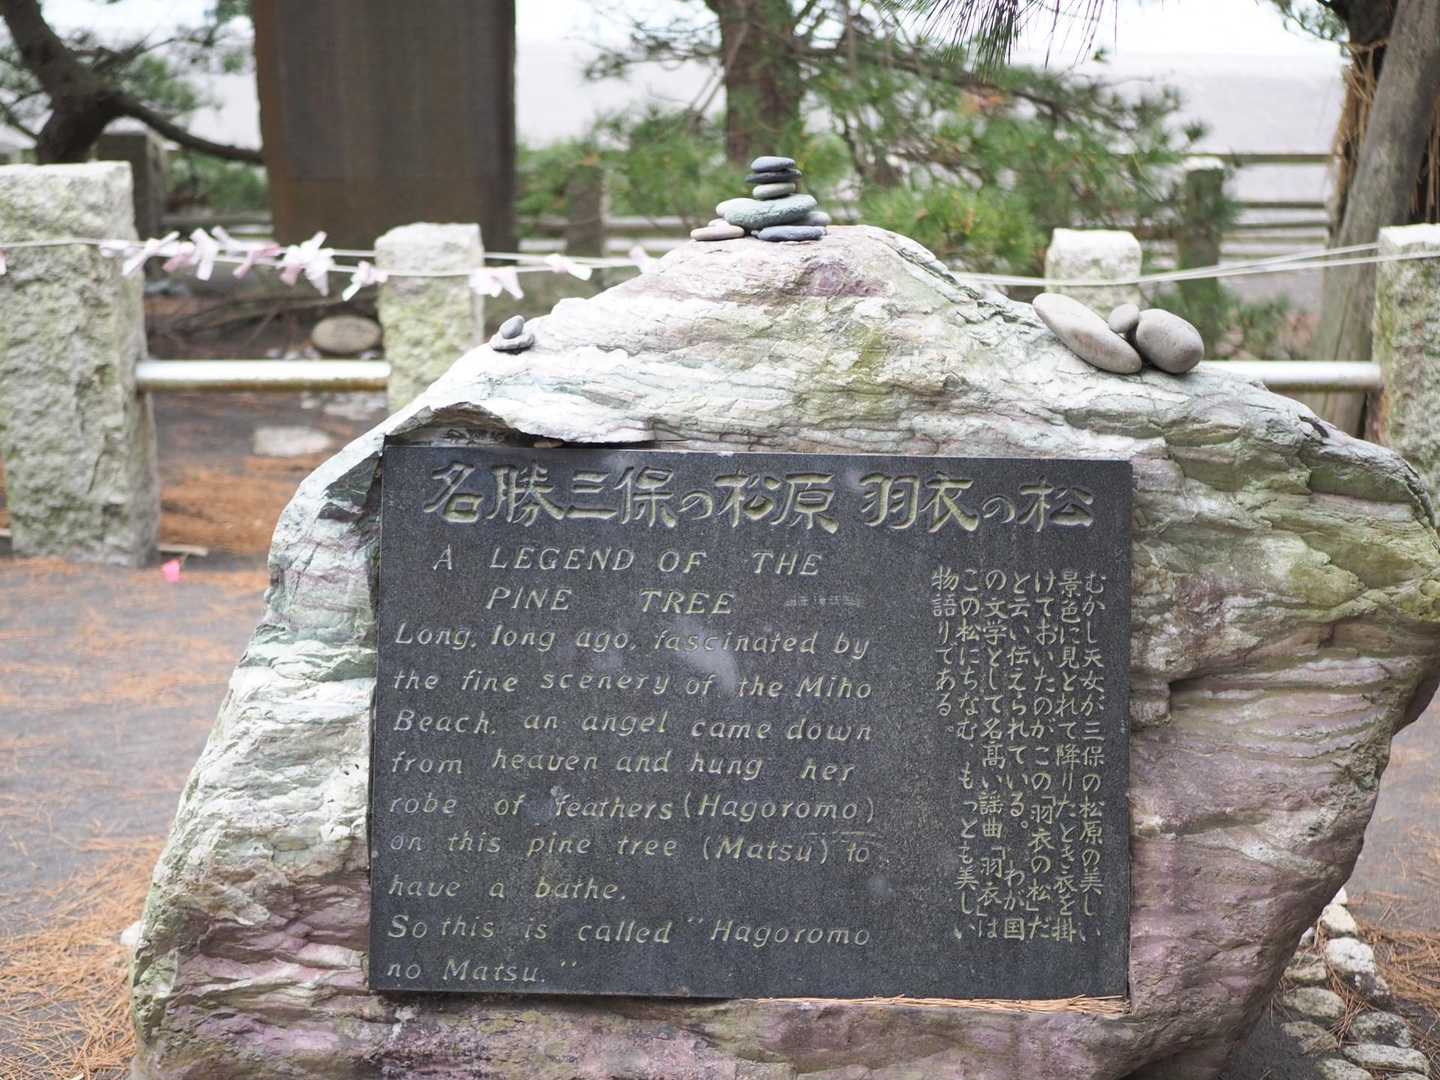 名勝三保の松原 羽衣の松
A LEGEND OF THE
PINE TREE
Long, long ago, fascinated by
the fine scenery of the Miho
Beach, an angel came down
from heaven and hung her
robe of feathers (Hagoromo)
on this pine tree (Matsu) to
have a bathe.
So this is called "Hagoromo
no Matsu."
むかし天女が三保の松原の美しい
景色に見とれて降りたとき衣を掛
けておいたのがこの「羽衣の松」だ
と云い伝えられている。わが国
の文学として名髙い謡曲「羽衣」は
この松にちなむ、もっとも美しい
物語りである。